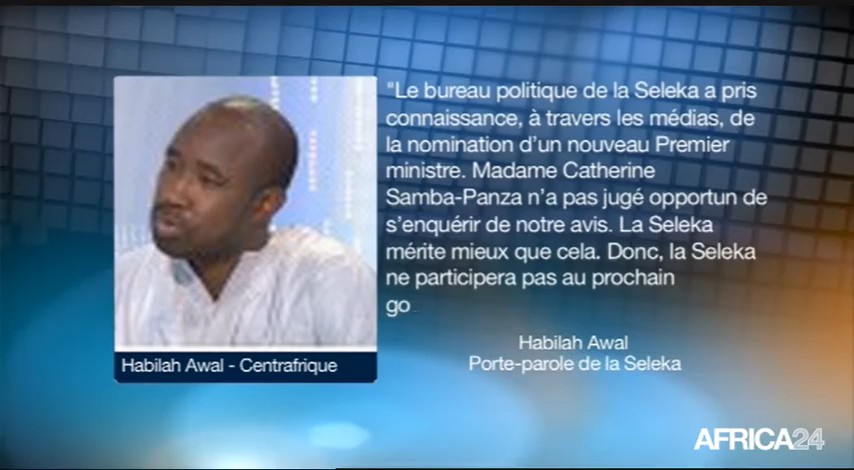 "Le bureau politique de la Seleka a pris
connaissance, à travers les médias, de
la nomination d'un nouveau Premier
ministre. Madame Catherine
Samba-Panza n'a pas jugé opportun de
s'enquérir de notre avis. La Seleka
mérite mieux que cela. Donc, la Seleka
ne participera pas au prochain
go
Habilah Awal
Porte-parole de la Seleka
Habilah Awal - Centrafrique
AFRICA24